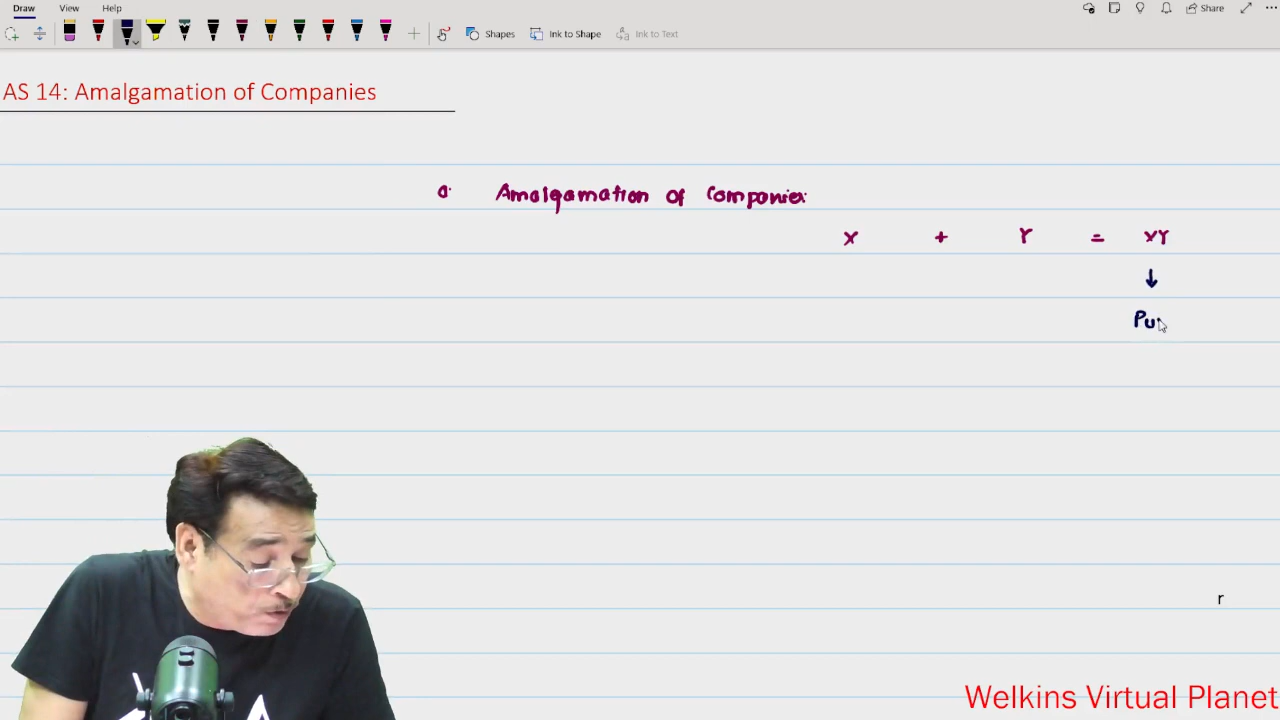 Draw View Help
Share
Shapes Ink to Shape Ink to Text
AS 14: Amalgamation of Companies
a. Amalgamation of Companies:
X + Y = XY
↓
Pur
r
Welkins Virtual Planet